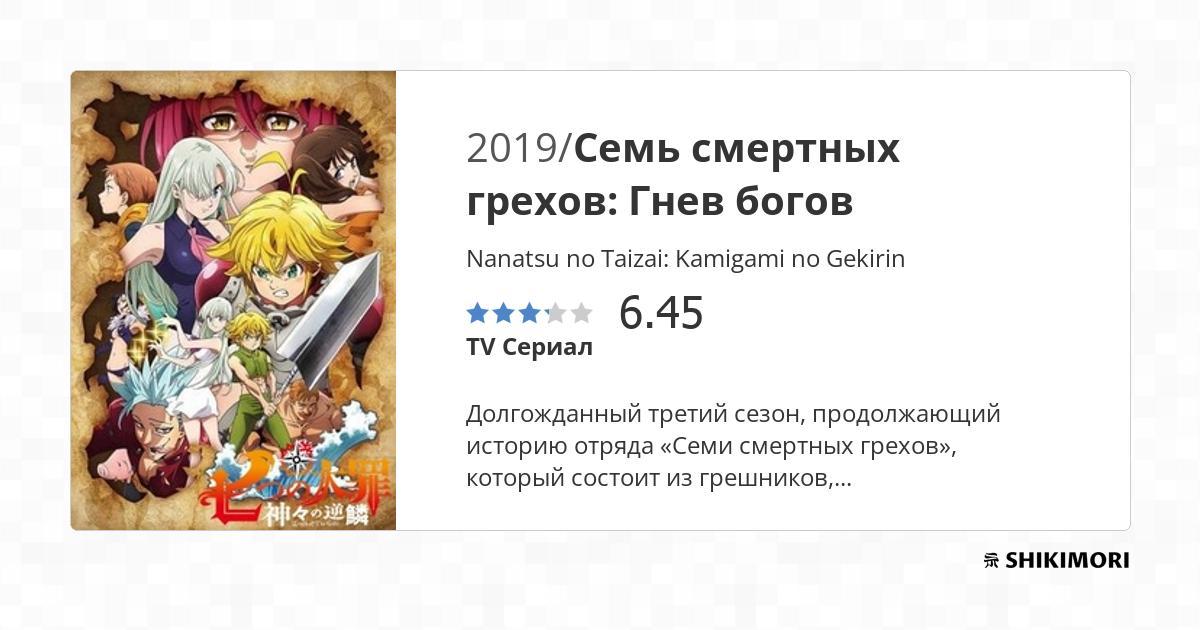 2019/Семь смертных
грехов: Гнев богов
Nanatsu no Taizai: Kamigami no Gekirin
6.45
TV Сериал
Долгожданный третий сезон, продолжающий
историю отряда «Семи смертных грехов»,
который состоит из грешников,...
七つの大罪
神々の逆鱗
SHIKIMORI